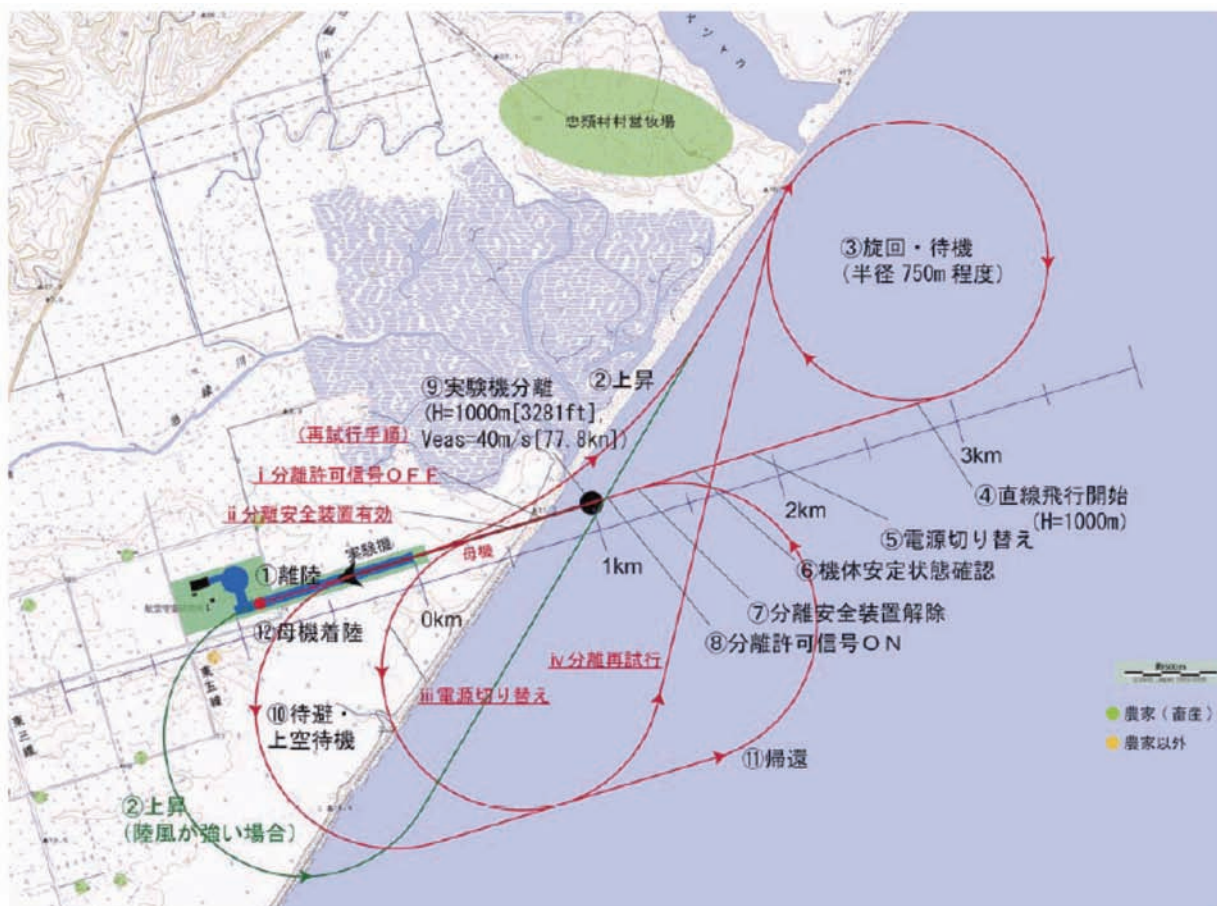 忠類村村営牧場
③旋回・待機
(半径 750m 程度)
⑨実験機分離
(H=1000m[3281ft],
Veas=40m/s[77.8kn])
②上昇
(再試行手順)
ⅰ分離許可信号OFF
ⅱ分離安全装置有効
3km
④直線飛行開始
(H=1000m)
2km
⑤電源切り替え
1km
⑥機体安定状態確認
⑦分離安全装置解除
⑧分離許可信号ON
実験機
母機
①離陸
0km
⑫母機着陸
ⅳ分離再試行
ⅲ電源切り替え
⑩待避・
上空待機
⑪帰還
東五線
東三線
②上昇
(陸風が強い場合)
農家(畜産)
農家以外